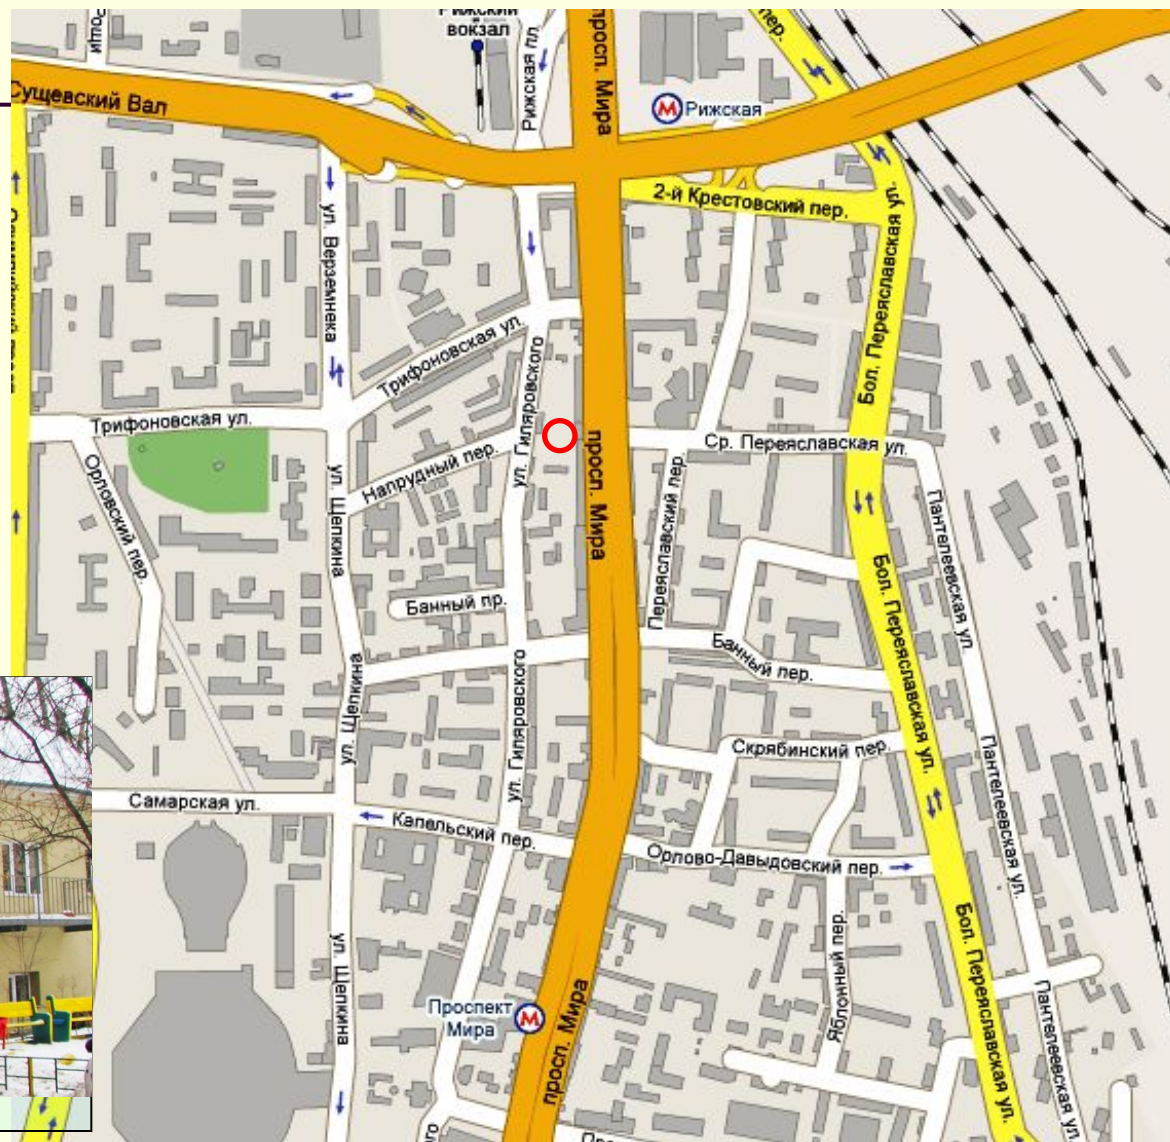 Рижский
вокзал
Рижская пл.
просп. Мира
пер.
Сущевский Вал
Рижская
2-й Крестовский пер.
ул. Верземнека
Бол. Переяславская ул.
Трифоновская ул.
ул. Гиляровского
Бол. Переяславская ул.
Трифоновская ул.
просп. Мира
Ср. Переяславская ул.
Напрудный пер.
Орловский пер.
ул. Щепкина
Переяславский пер.
Пантелеевская ул.
Банный пр.
Бол. Переяславская ул.
Банный пер.
ул. Щепкина
ул. Гиляровского
Скрябинский пер.
Пантелеевская ул.
Самарская ул.
Капельский пер.
Орлово-Давыдовский пер.
ул. Щепкина
Яблонный пер.
Бол. Переяславская ул.
Проспект
Мира
просп. Мира
Пантелеевская ул.